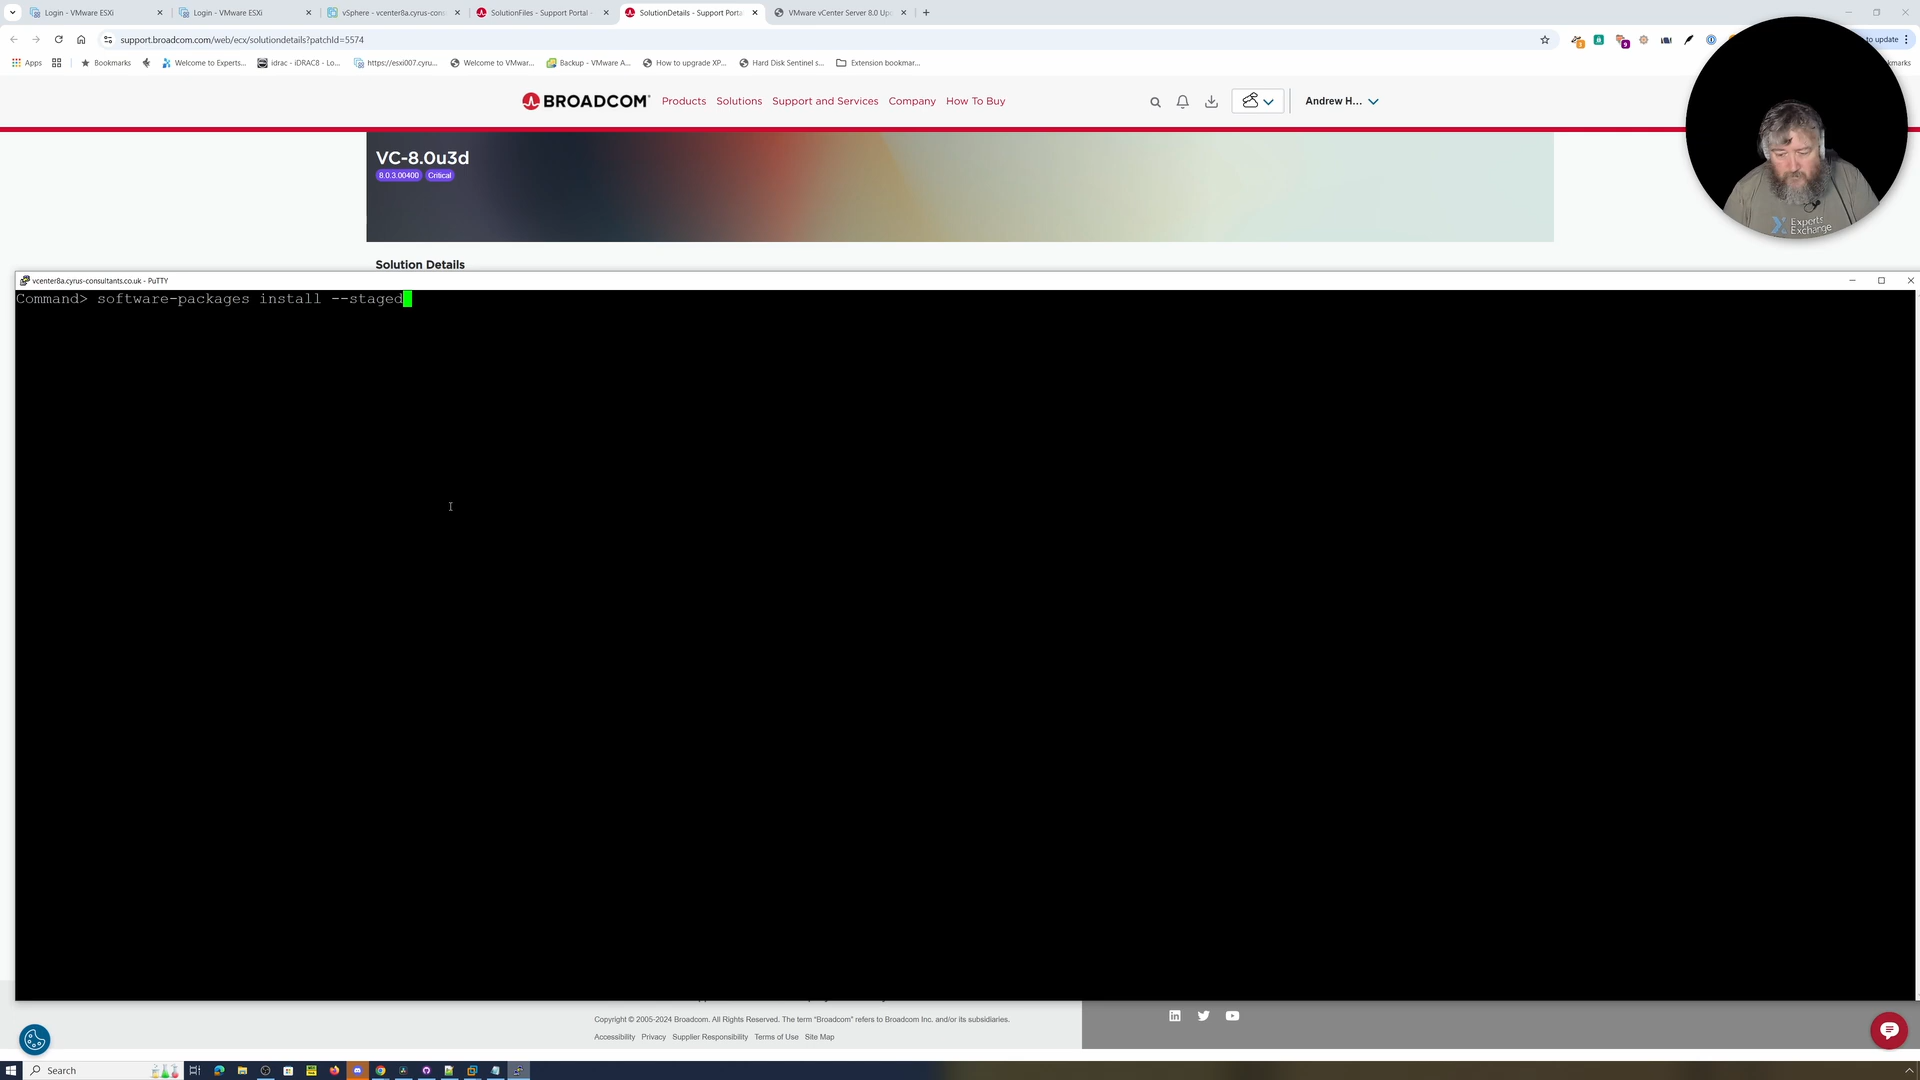 Login - VMware ESXi
Login - VMware ESXi
vSphere - vcenter8a.cyrus-cons
SolutionFiles - Support Portal -
SolutionDetails - Support Porta
VMware vCenter Server 8.0 Up
support.broadcom.com/web/ecx/solutiondetails?patchId=5574
to update
Apps
Bookmarks
Welcome to Experts...
idrac - iDRAC8 - Lo...
https://esxi007.cyru...
Welcome to VMwar...
Backup - VMware A...
How to upgrade XP...
Hard Disk Sentinel s...
Extension bookmar...
kmarks
BROADCOM
Products
Solutions
Support and Services
Company
How To Buy
Andrew H...
VC-8.0u3d
8.0.3.00400
Critical
Experts
Exchange
Solution Details
vcenter8a.cyrus-consultants.co.uk - PuTTY
Command> software-packages install --staged
Copyright © 2005-2024 Broadcom. All Rights Reserved. The term “Broadcom” refers to Broadcom Inc. and/or its subsidiaries.
Accessibility Privacy Supplier Responsibility Terms of Use Site Map
Search